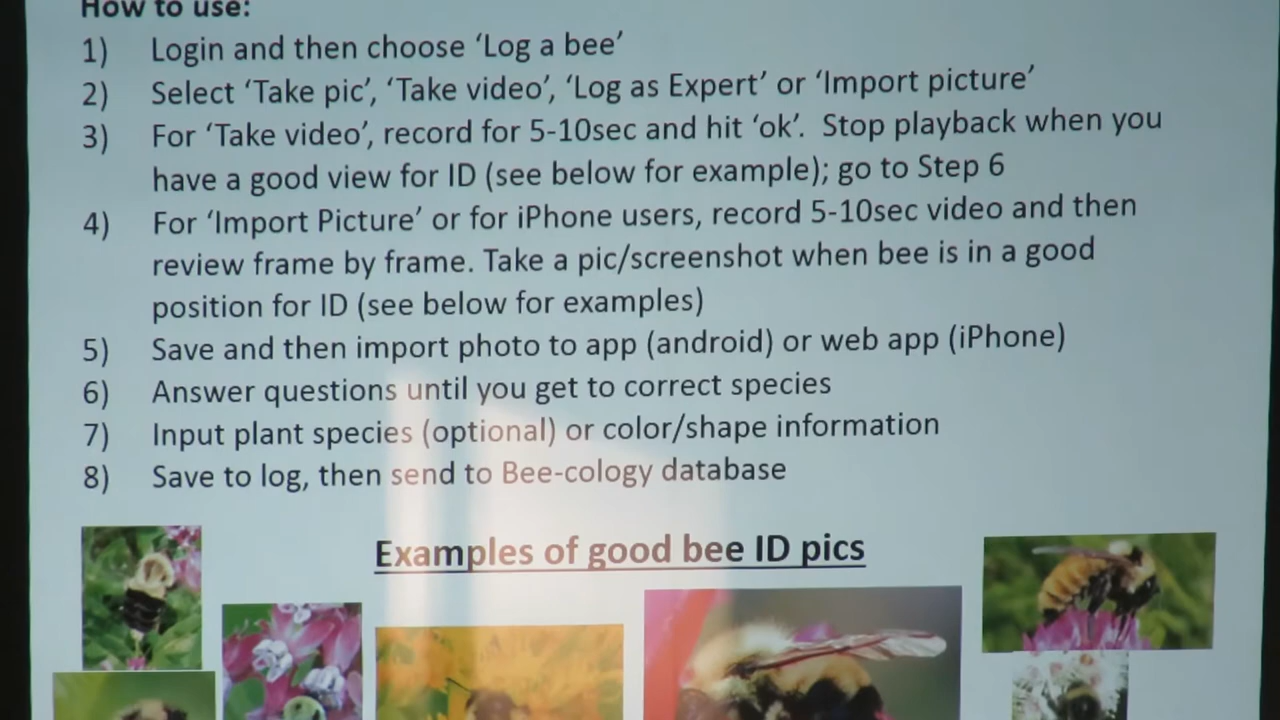 How to use:
1) Login and then choose ‘Log a bee’
2) Select ‘Take pic’, ‘Take video’, ‘Log as Expert’ or ‘Import picture’
3) For ‘Take video’, record for 5-10sec and hit ‘ok’. Stop playback when you
have a good view for ID (see below for example); go to Step 6
4) For ‘Import Picture’ or for iPhone users, record 5-10sec video and then
review frame by frame. Take a pic/screenshot when bee is in a good
position for ID (see below for examples)
5) Save and then import photo to app (android) or web app (iPhone)
6) Answer questions until you get to correct species
7) Input plant species (optional) or color/shape information
8) Save to log, then send to Bee-cology database
Examples of good bee ID pics